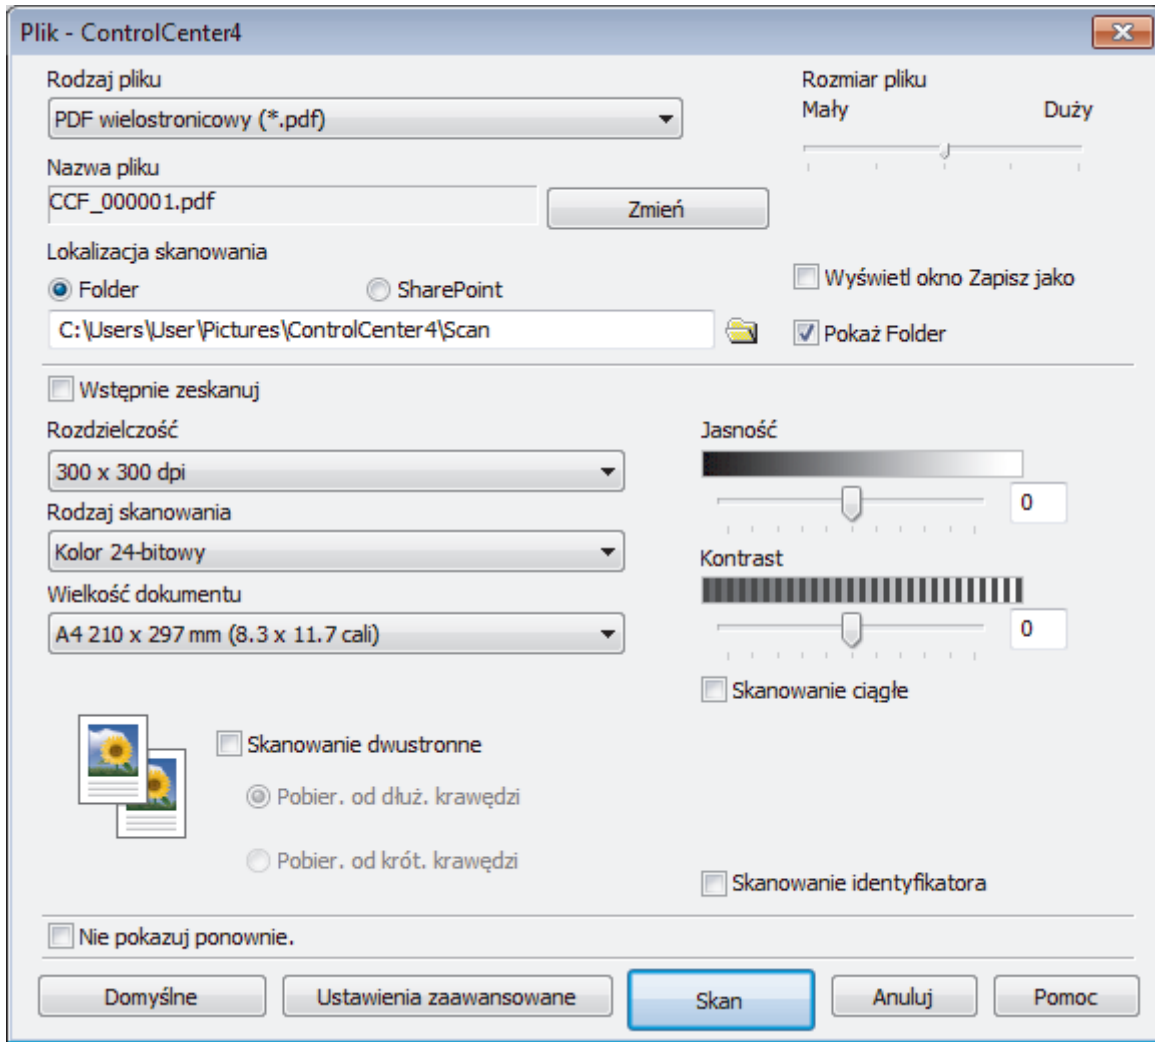 Plik - ControlCenter4
Rodzaj pliku
PDF wielostronicowy (*.pdf)
Rozmiar pliku
Mały Duży
Nazwa pliku
CCF_000001.pdf
Zmień
Lokalizacja skanowania
Folder
SharePoint
C:\Users\User\Pictures\ControlCenter4\Scan
Wyświetl okno Zapisz jako
Pokaż Folder
Wstępnie zeskanuj
Rozdzielczość
300 x 300 dpi
Rodzaj skanowania
Kolor 24-bitowy
Wielkość dokumentu
A4 210 x 297 mm (8.3 x 11.7 cali)
Jasność
0
Kontrast
0
Skanowanie ciągłe
Skanowanie dwustronne
Pobier. od dłuż. krawędzi
Pobier. od krót. krawędzi
Skanowanie identyfikatora
Nie pokazuj ponownie.
Domyślne
Ustawienia zaawansowane
Skan
Anuluj
Pomoc